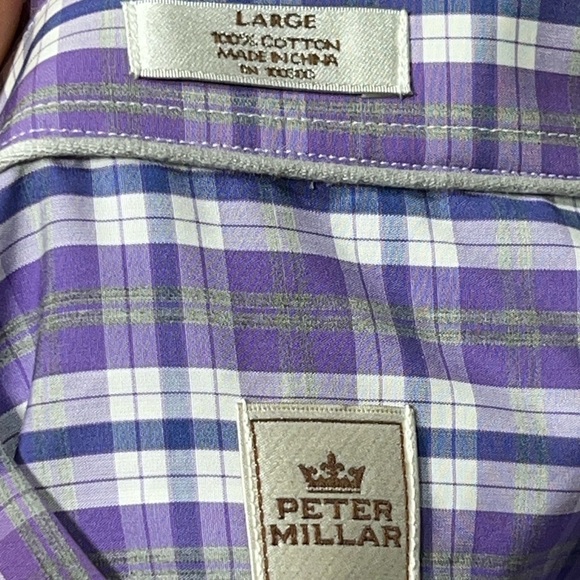 LARGE
100% COTTON
MADE IN CHINA
PETER
MILLAR